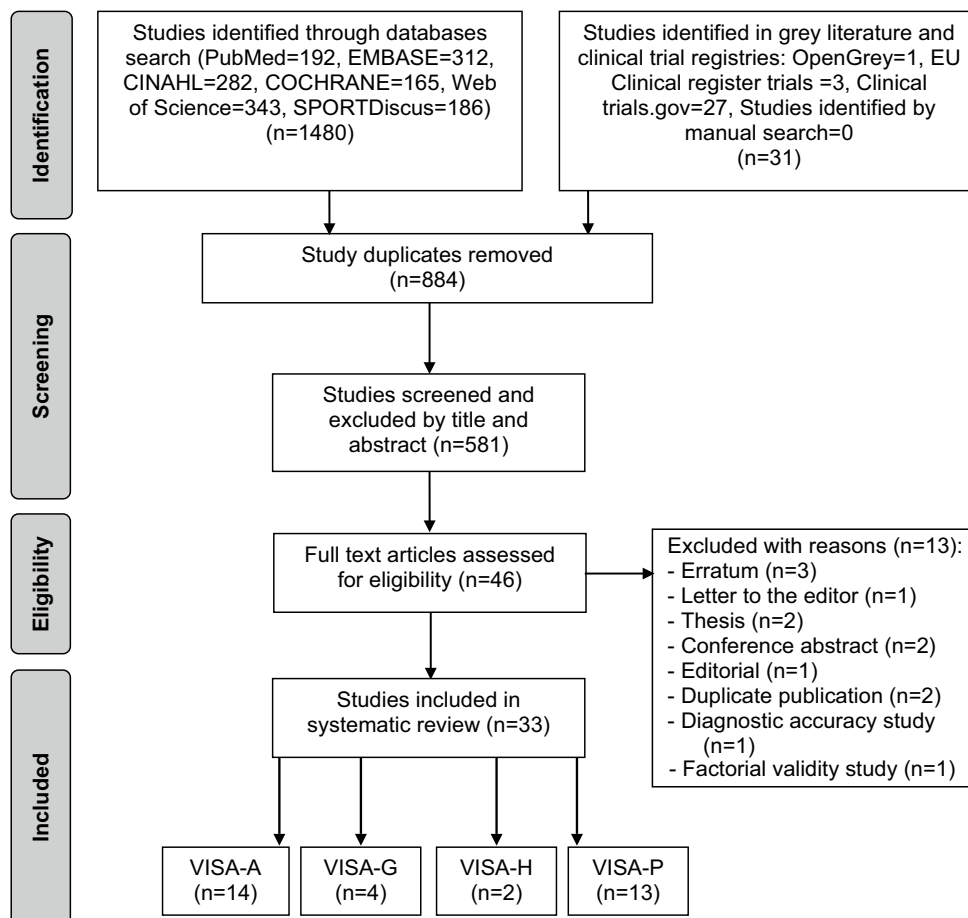 Identification
Studies identified through databases
search (PubMed=192, EMBASE=312,
CINAHL=282, COCHRANE=165, Web
of Science=343, SPORTDiscus=186)
(n=1480)
Studies identified in grey literature and
clinical trial registries: OpenGrey=1, EU
Clinical register trials =3, Clinical
trials.gov=27, Studies identified by
manual search=0
(n=31)
Screening
Study duplicates removed
(n=884)
Studies screened and
excluded by title and
abstract (n=581)
Eligibility
Full text articles assessed
for eligibility (n=46)
Excluded with reasons (n=13):
- Erratum (n=3)
- Letter to the editor (n=1)
- Thesis (n=2)
- Conference abstract (n=2)
- Editorial (n=1)
- Duplicate publication (n=2)
- Diagnostic accuracy study
(n=1)
- Factorial validity study (n=1)
Included
Studies included in
systematic review (n=33)
VISA-A
(n=14)
VISA-G
(n=4)
VISA-H
(n=2)
VISA-P
(n=13)